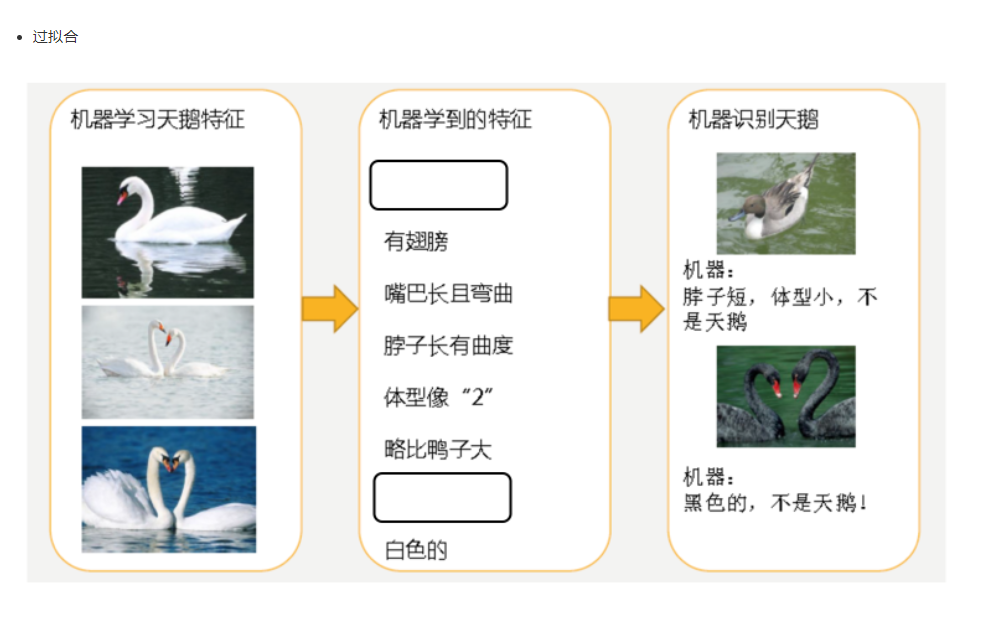 过拟合
机器学习天鹅特征
机器学到的特征
有翅膀
嘴巴长且弯曲
脖子长有曲度
体型像“2”
略比鸭子大
白色的
机器识别天鹅
机器：
脖子短，体型小，不
是天鹅
机器：
黑色的，不是天鹅！